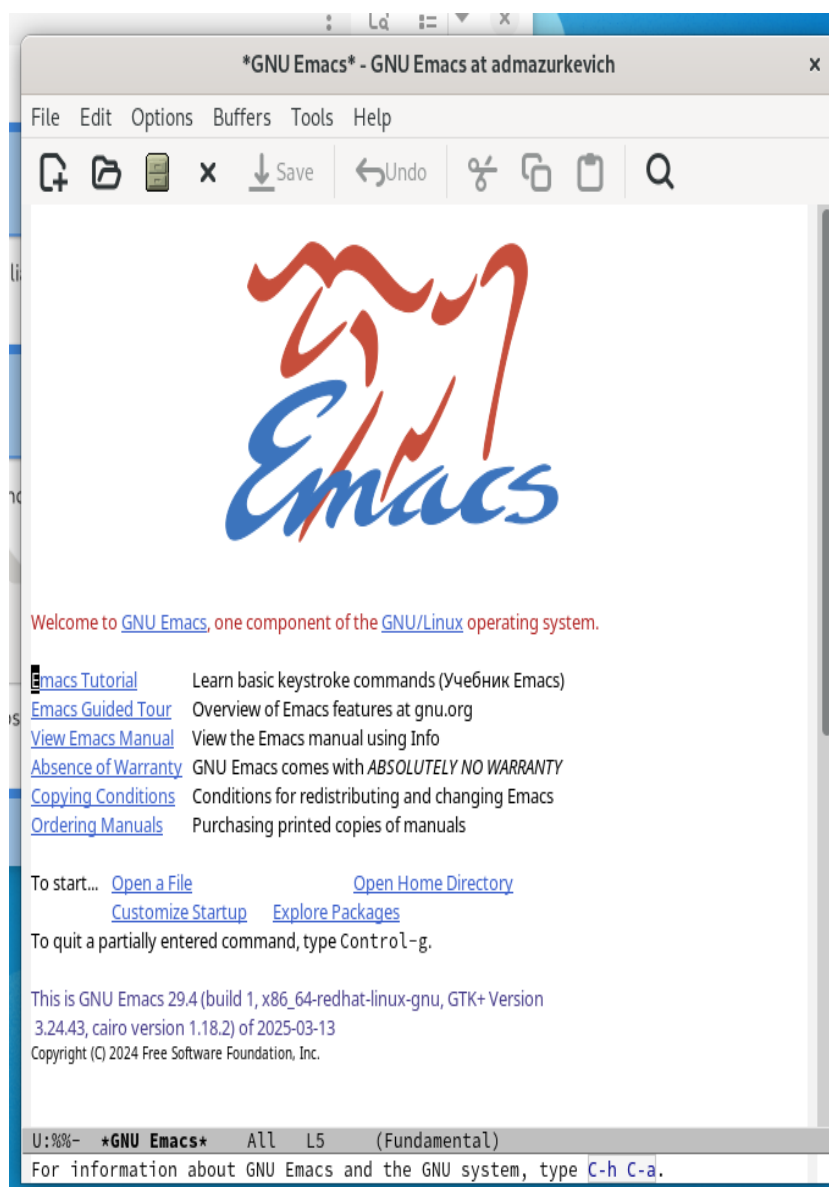 *GNU Emacs* - GNU Emacs at admazurkevich
File Edit Options Buffers Tools Help
Save Undo
Emacs
Welcome to GNU Emacs, one component of the GNU/Linux operating system.
Emacs Tutorial Learn basic keystroke commands (Учебник Emacs)
Emacs Guided Tour Overview of Emacs features at gnu.org
View Emacs Manual View the Emacs manual using Info
Absence of Warranty GNU Emacs comes with ABSOLUTELY NO WARRANTY
Copying Conditions Conditions for redistributing and changing Emacs
Ordering Manuals Purchasing printed copies of manuals
To start... Open a File Open Home Directory
Customize Startup Explore Packages
To quit a partially entered command, type Control-g.
This is GNU Emacs 29.4 (build 1, x86_64-redhat-linux-gnu, GTK+ Version
3.24.43, cairo version 1.18.2) of 2025-03-13
Copyright (C) 2024 Free Software Foundation, Inc.
U:%%- *GNU Emacs* All L5 (Fundamental)
For information about GNU Emacs and the GNU system, type C-h C-a.